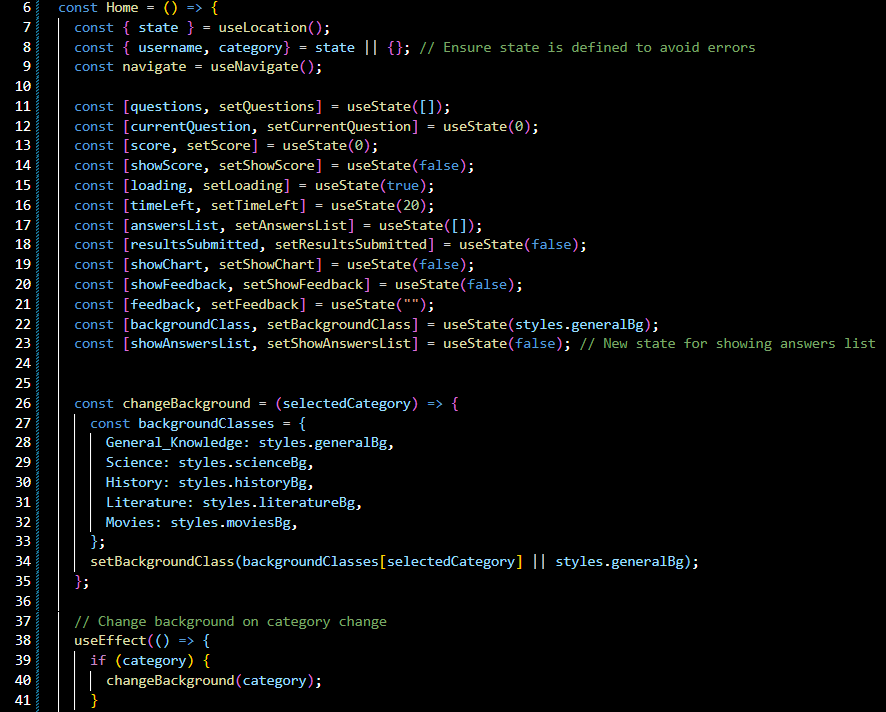 6 const Home = () => {
7 const { state } = useLocation();
8 const { username, category} = state || {}; // Ensure state is defined to avoid errors
9 const navigate = useNavigate();
10
11 const [questions, setQuestions] = useState([]);
12 const [currentQuestion, setCurrentQuestion] = useState(0);
13 const [score, setScore] = useState(0);
14 const [showScore, setShowScore] = useState(false);
15 const [loading, setLoading] = useState(true);
16 const [timeLeft, setTimeLeft] = useState(20);
17 const [answersList, setAnswersList] = useState([]);
18 const [resultsSubmitted, setResultsSubmitted] = useState(false);
19 const [showChart, setShowChart] = useState(false);
20 const [showFeedback, setShowFeedback] = useState(false);
21 const [feedback, setFeedback] = useState("");
22 const [backgroundClass, setBackgroundClass] = useState(styles.generalBg);
23 const [showAnswersList, setShowAnswersList] = useState(false); // New state for showing answers list
24
25
26 const changeBackground = (selectedCategory) => {
27 const backgroundClasses = {
28 General_Knowledge: styles.generalBg,
29 Science: styles.scienceBg,
30 History: styles.historyBg,
31 Literature: styles.literatureBg,
32 Movies: styles.moviesBg,
33 };
34 setBackgroundClass(backgroundClasses[selectedCategory] || styles.generalBg);
35 };
36
37 // Change background on category change
38 useEffect(() => {
39 if (category) {
40 changeBackground(category);
41 }